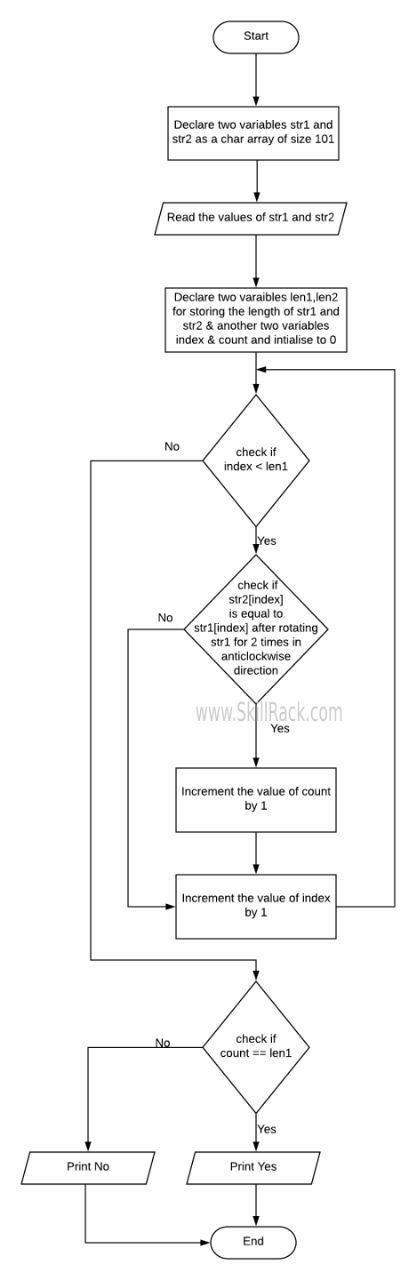 Start
Declare two variables str1 and
str2 as a char array of size 101
Read the values of str1 and str2
Declare two varaibles len1,len2
for storing the length of str1 and
str2 & another two variables
index & count and intialise to 0
No
check if
index < len1
Yes
check if
str2[index]
is equal to
str1[index] after rotating
str1 for 2 times in
anticlockwise
direction
No
www.SkillRack.com
Yes
Increment the value of count
by 1
Increment the value of index
by 1
No
check if
count == len1
Yes
Print No
Print Yes
End